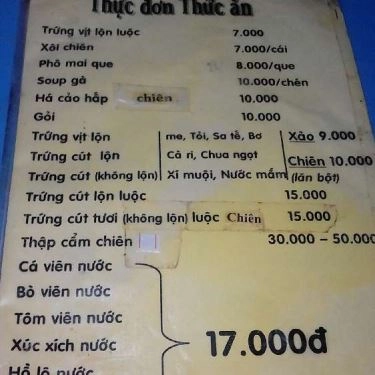 Thực đơn Thức ăn
Trứng vịt lộn luộc 7.000
Xôi chiên 7.000/cái
Phô mai que 8.000/que
Soup gà 10.000/chén
Há cảo hấp chiên 10.000
Gỏi 10.000
Trứng vịt lộn me, Tỏi, Sa tế, Bơ Xào 9.000
Trứng cút lộn Cà ri, Chua ngọt Chiên 10.000
Trứng cút (không lộn) Xí muội, Nước mắm (lăn bột)
Trứng cút lộn luộc 15.000
Trứng cút tươi (không lộn) luộc Chiên 15.000
Thập cẩm chiên 30.000 - 50.000
Cá viên nước
Bò viên nước
Tôm viên nước
Xúc xích nước 17.000đ
Hồ lô nước